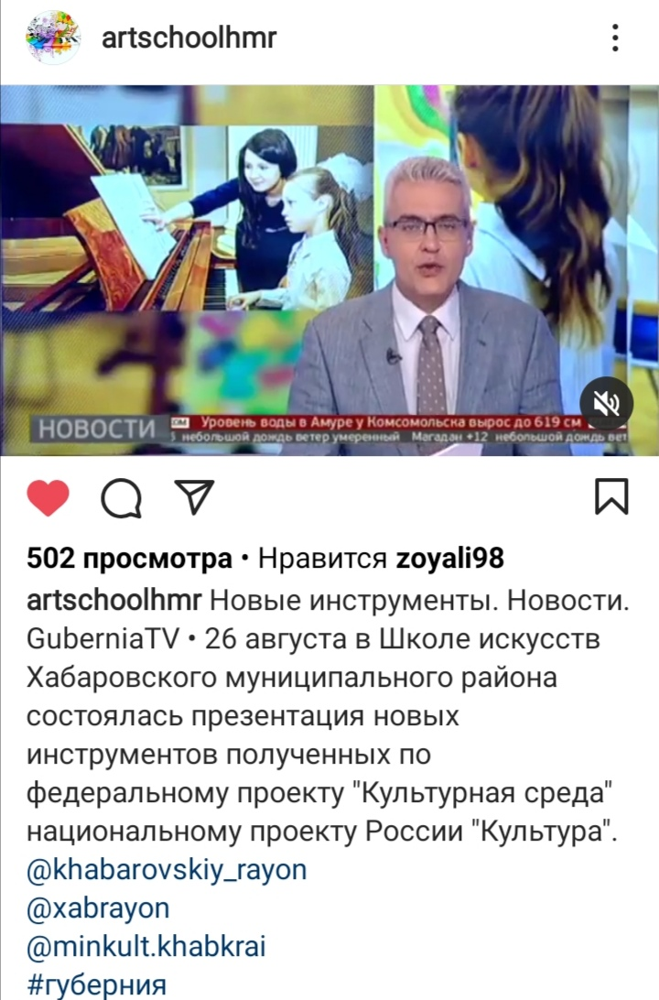 artschoolhmr
НОВОСТИ
Уровень воды в Амуре у Комсомольска вырос до 619 см
небольшой дождь ветер умеренный Магадан +12 небольшой дождь вет
502 просмотра • Нравится zoyali98
artschoolhmr Новые инструменты. Новости.
GuberniaTV • 26 августа в Школе искусств
Хабаровского муниципального района
состоялась презентация новых
инструментов полученных по
федеральному проекту "Культурная среда"
национальному проекту России "Культура".
@khabarovskiy_rayon
@xabrayon
@minkult.khabkrai
#губерния